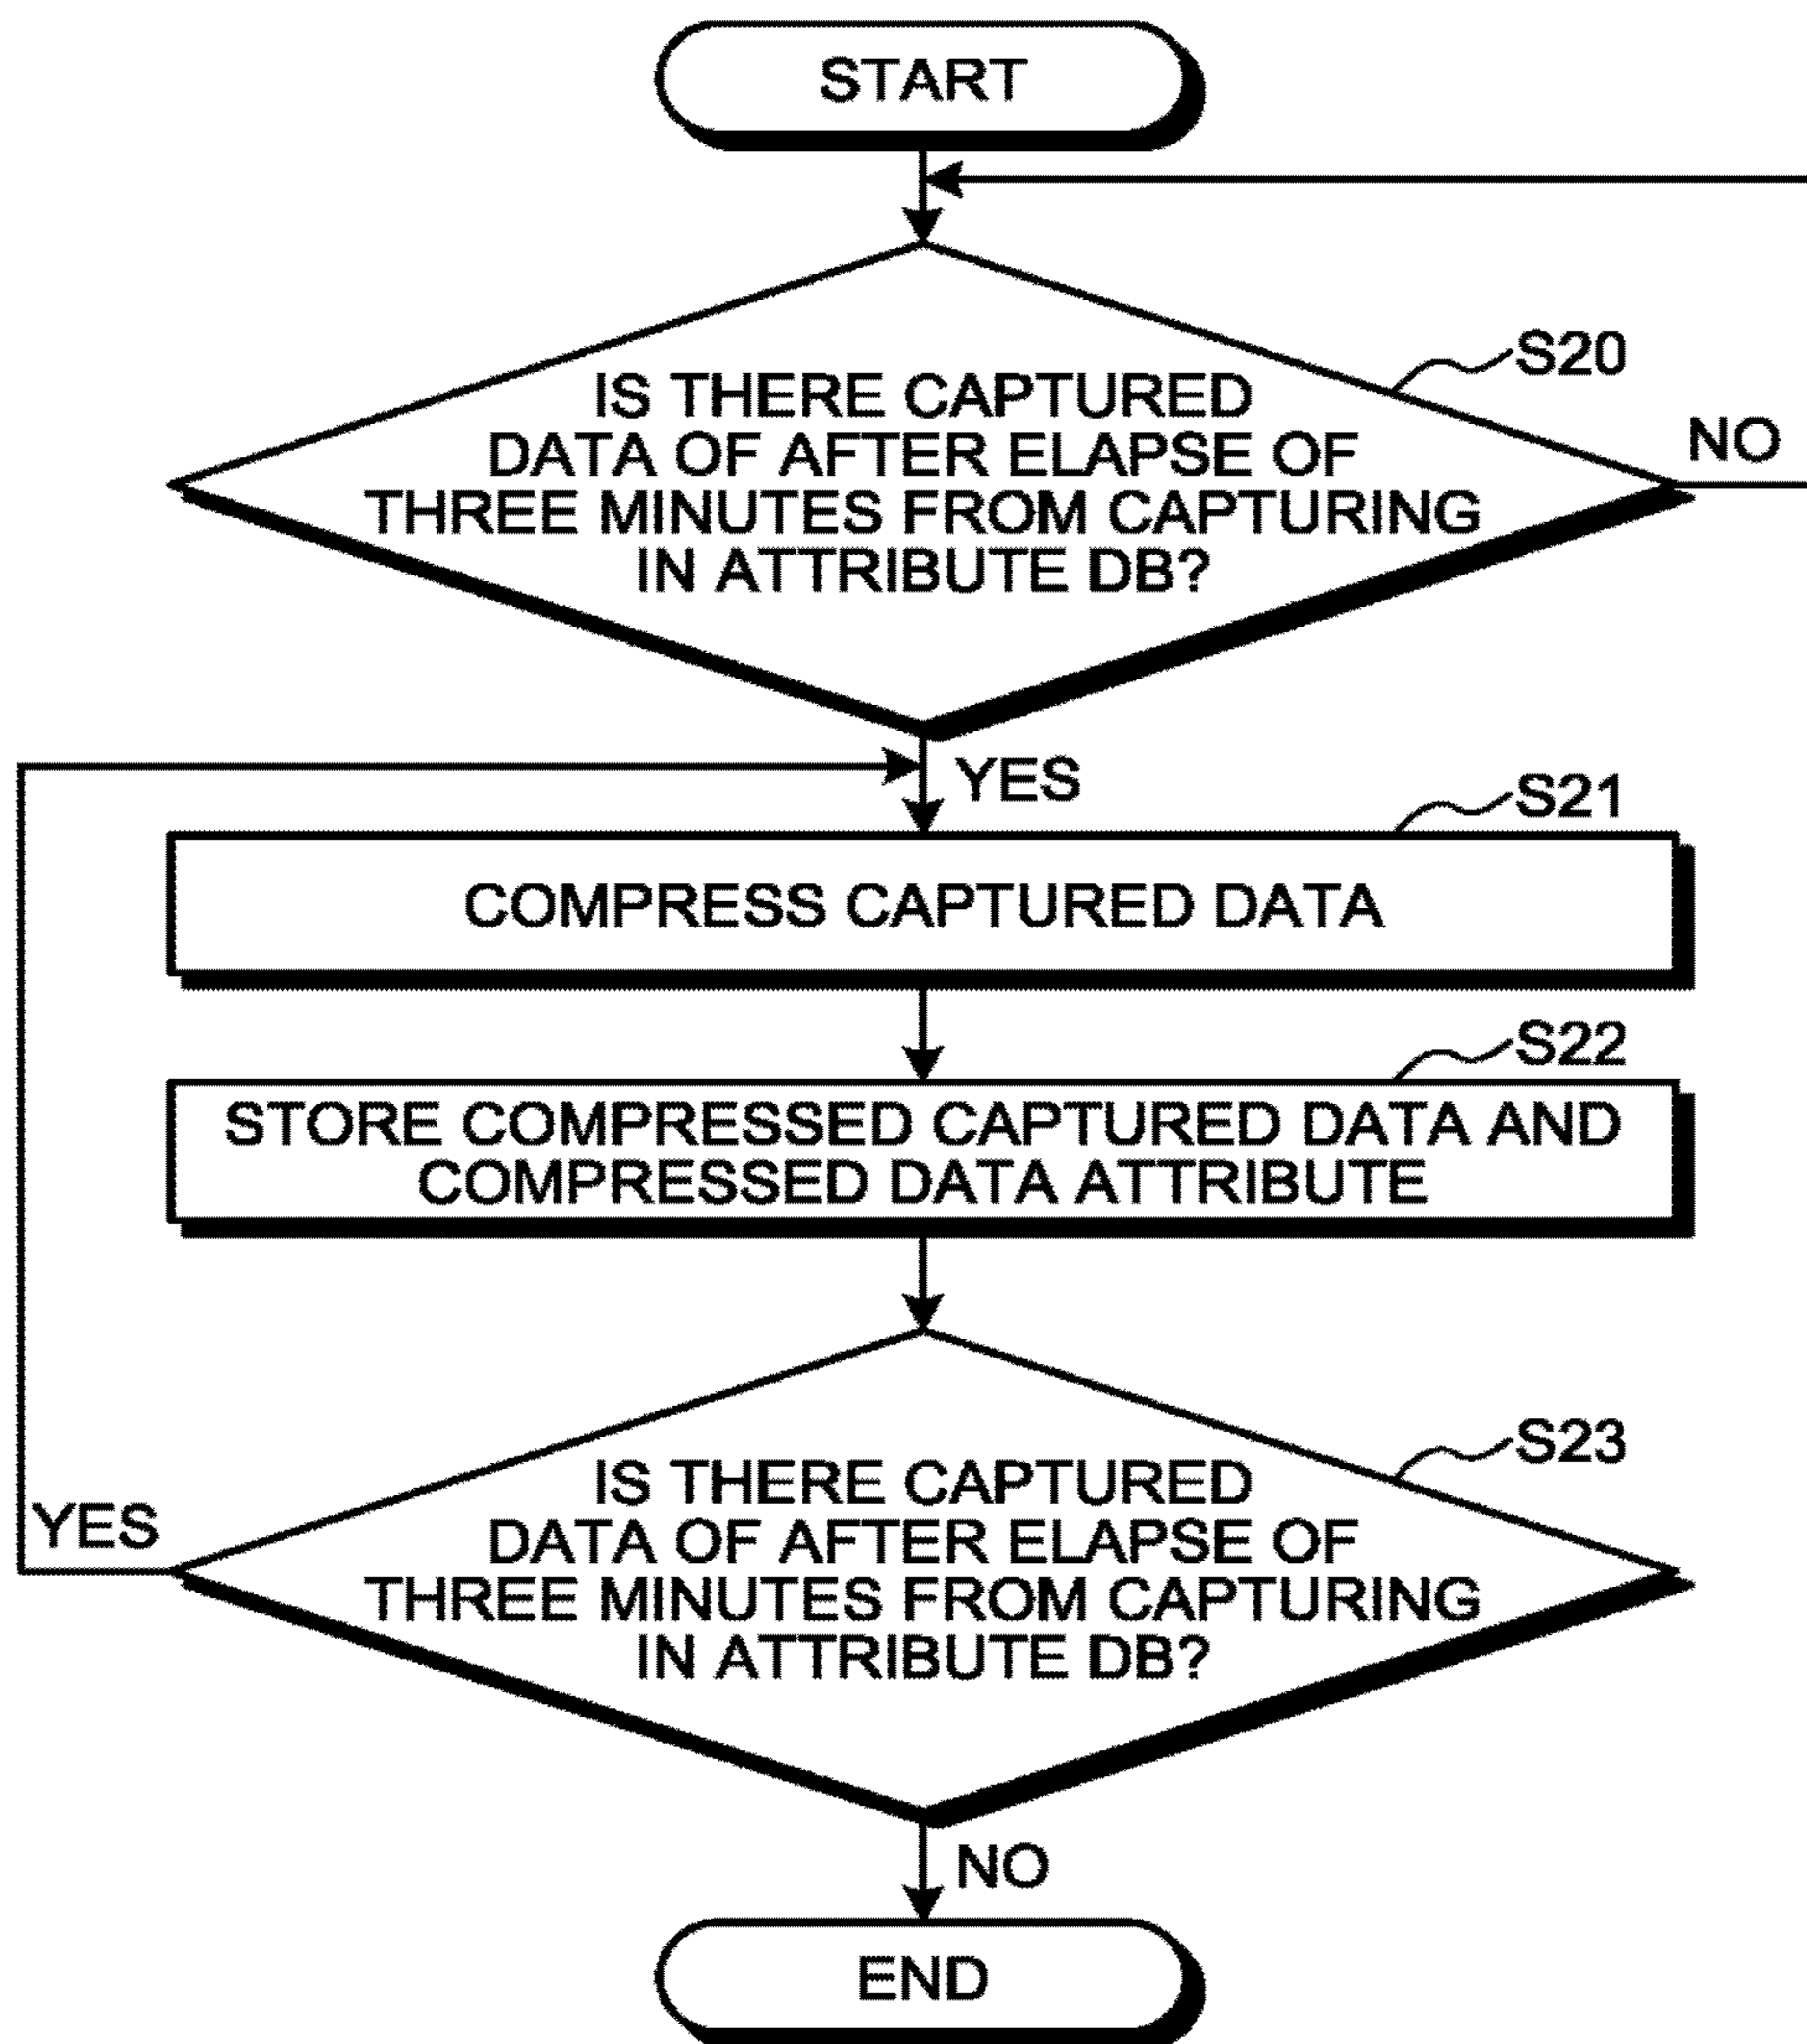 START
S20
IS THERE CAPTURED
DATA OF AFTER ELAPSE OF
THREE MINUTES FROM CAPTURING
IN ATTRIBUTE DB?
NO
YES
S21
COMPRESS CAPTURED DATA
S22
STORE COMPRESSED CAPTURED DATA AND
COMPRESSED DATA ATTRIBUTE
S23
IS THERE CAPTURED
DATA OF AFTER ELAPSE OF
THREE MINUTES FROM CAPTURING
IN ATTRIBUTE DB?
YES
NO
END